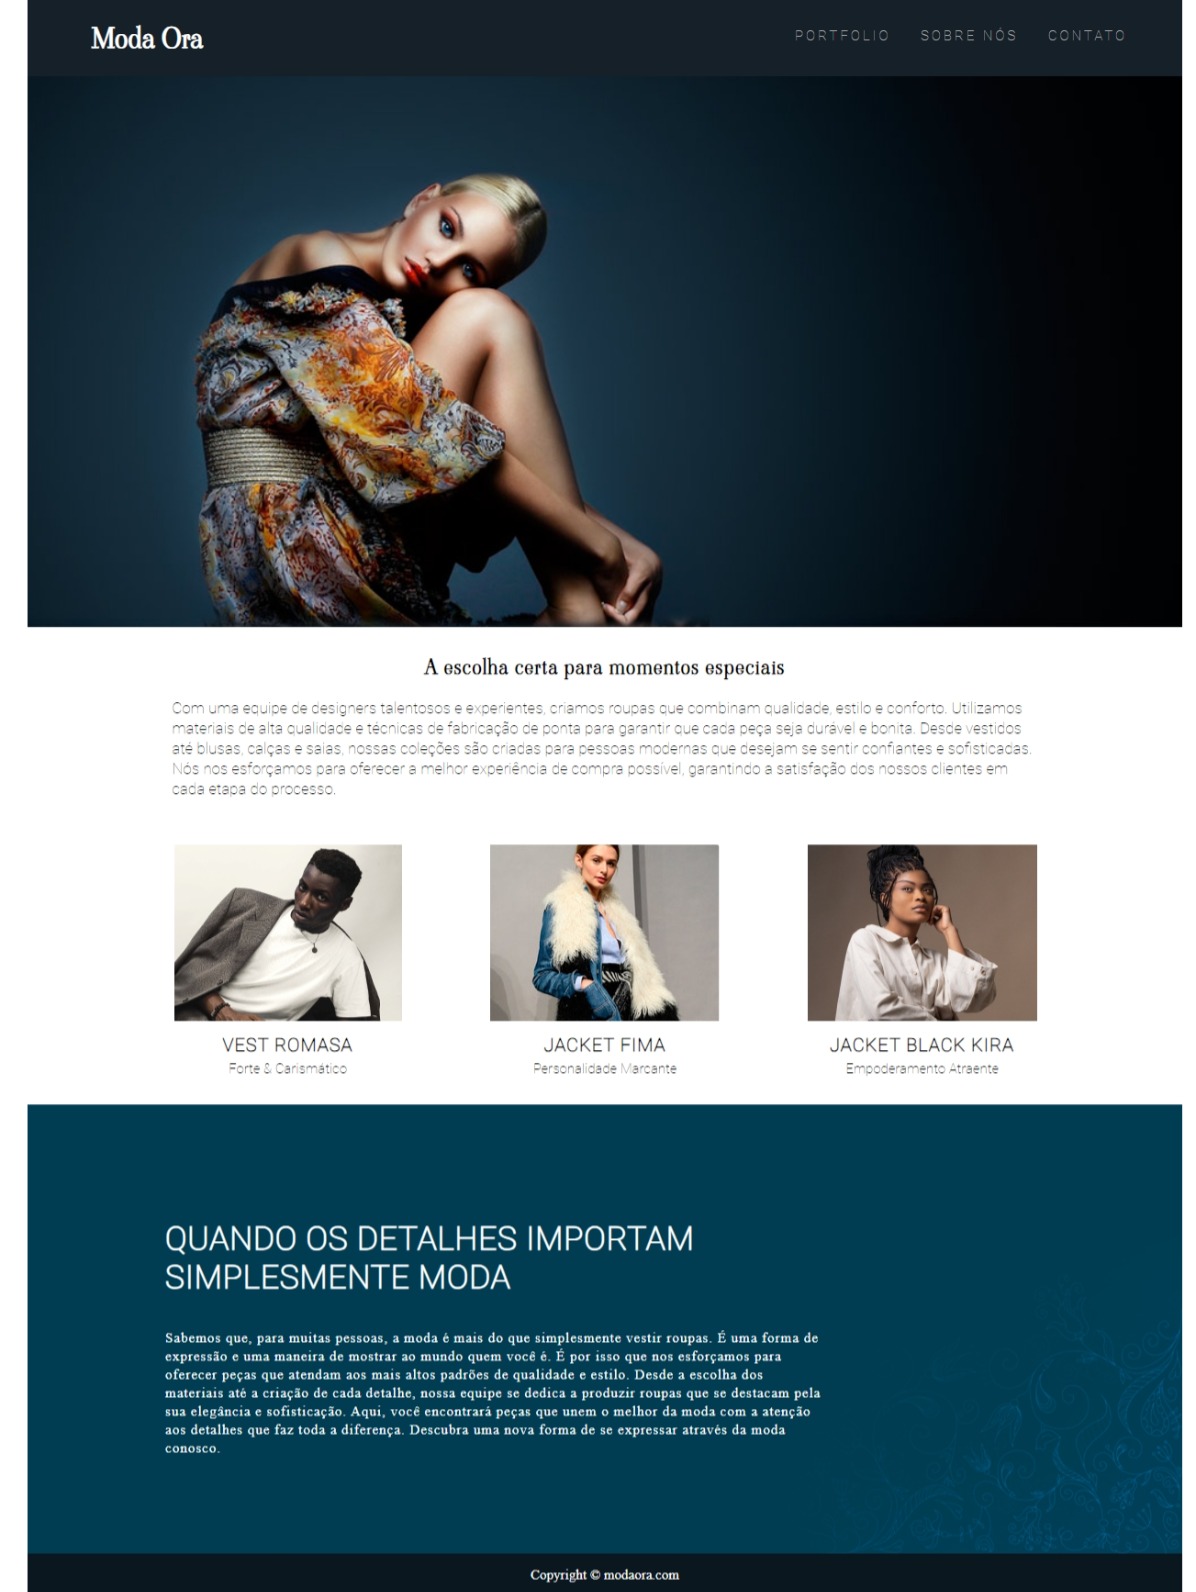 Moda Ora
PORTFOLIO SOBRE NÓS CONTATO
A escolha certa para momentos especiais
Com uma equipe de designers talentosos e experientes, criamos roupas que combinam qualidade, estilo e conforto. Utilizamos
materiais de alta qualidade e técnicas de fabricação de ponta para garantir que cada peça seja durável e bonita. Desde vestidos
até blusas, calças e saias, nossas coleções são criadas para pessoas modernas que desejam se sentir confiantes e sofisticadas.
Nós nos esforçamos para oferecer a melhor experiência de compra possível, garantindo a satisfação dos nossos clientes em
cada etapa do processo.
VEST ROMASA
Forte & Carismático
JACKET FIMA
Personalidade Marcante
JACKET BLACK KIRA
Empoderamento Atraente
QUANDO OS DETALHES IMPORTAM
SIMPLESMENTE MODA
Sabemos que, para muitas pessoas, a moda é mais do que simplesmente vestir roupas. É uma forma de
expressão e uma maneira de mostrar ao mundo quem você é. É por isso que nos esforçamos para
oferecer peças que atendam aos mais altos padrões de qualidade e estilo. Desde a escolha dos
materiais até a criação de cada detalhe, nossa equipe se dedica a produzir roupas que se destacam pela
sua elegância e sofisticação. Aqui, você encontrará peças que unem o melhor da moda com a atenção
aos detalhes que faz toda a diferença. Descubra uma nova forma de se expressar através da moda
conosco.
Copyright © modaora.com